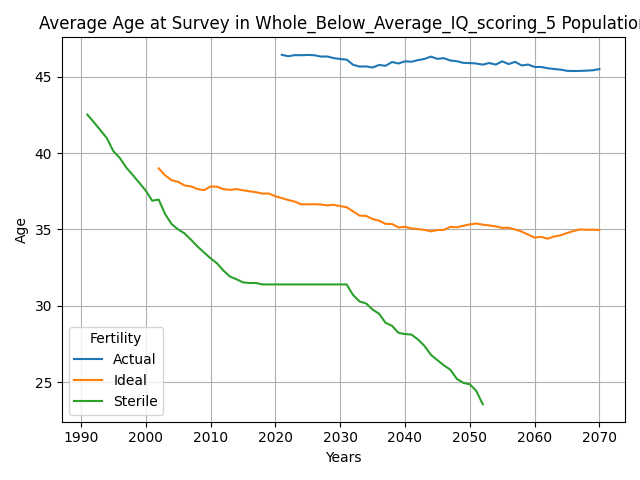 Average Age at Survey in Whole_Below_Average_IQ_scoring_5 Population
Age
45
40
35
30
25
Fertility
Actual
Ideal
Sterile
1990 2000 2010 2020 2030 2040 2050 2060 2070
Years